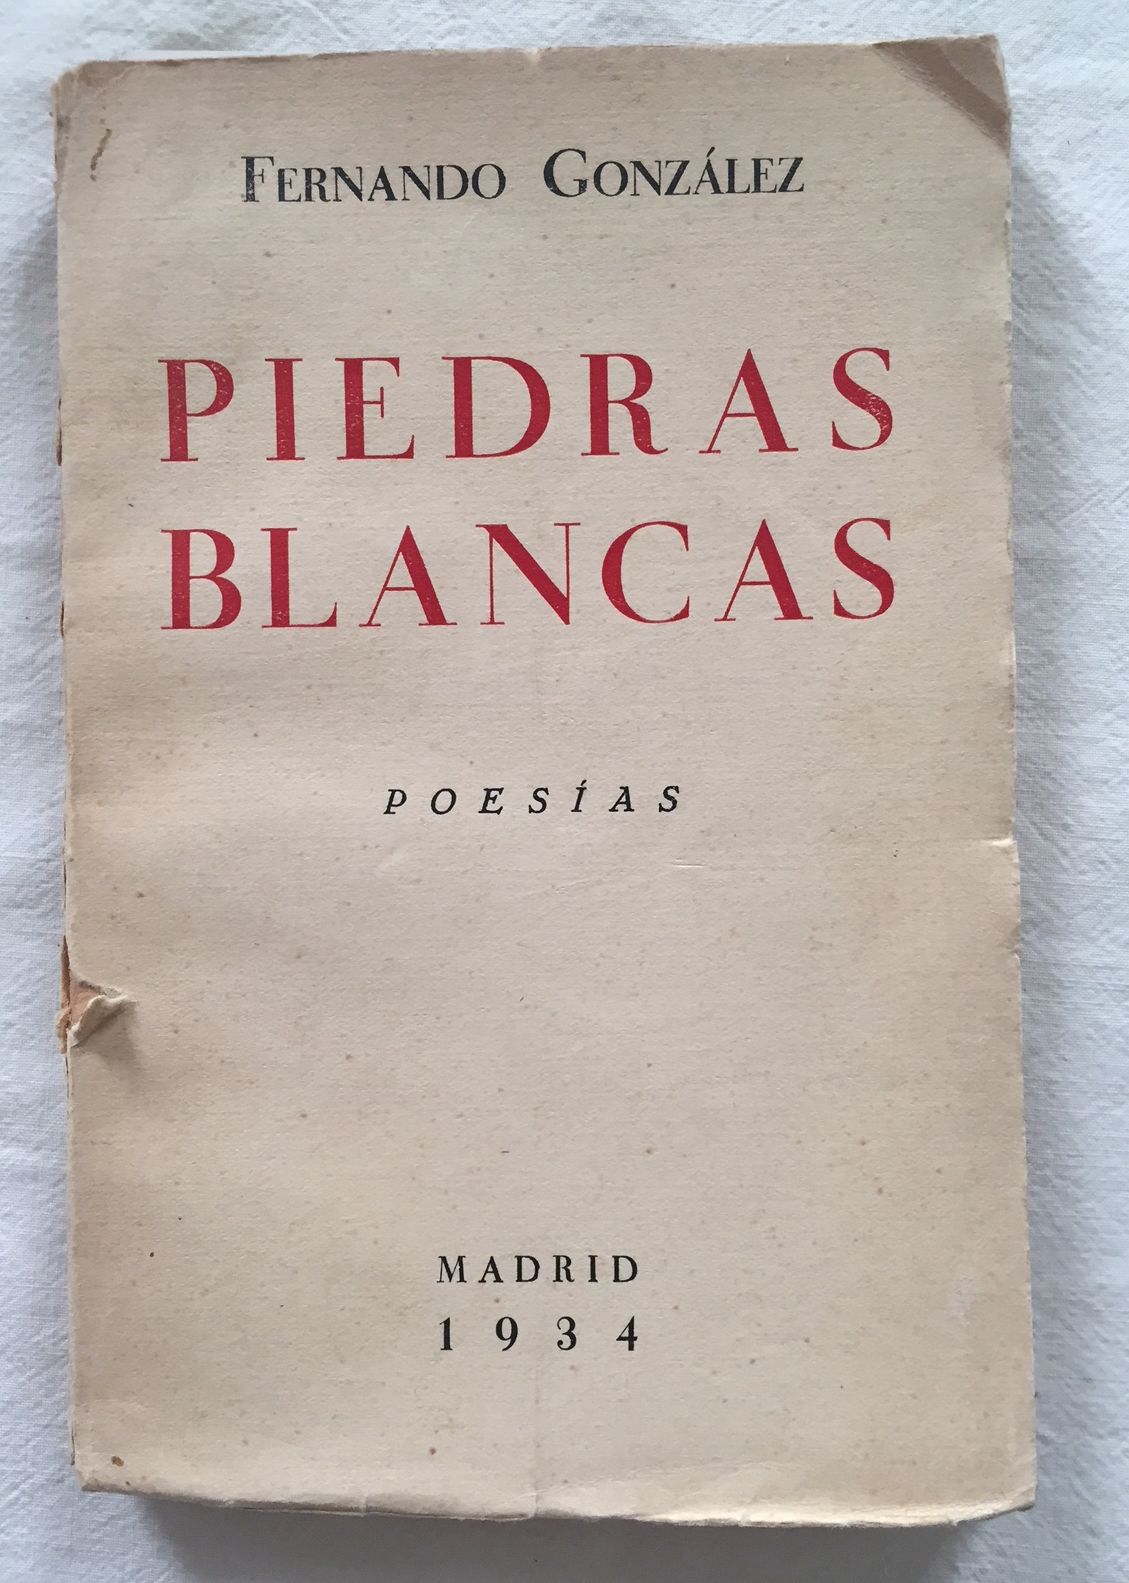 FERNANDO GONZÁLEZ
PIEDRAS
BLANCAS
POESÍAS
MADRID
1934